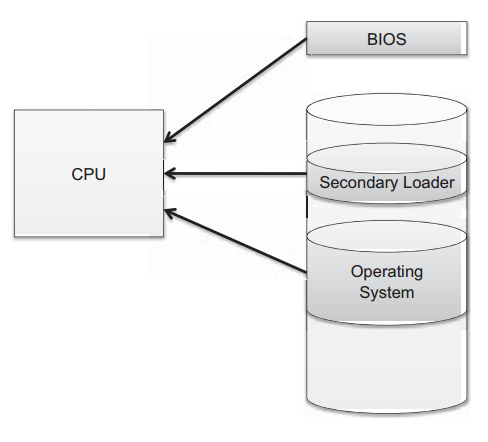 BIOS
CPU
Secondary Loader
Operating
System